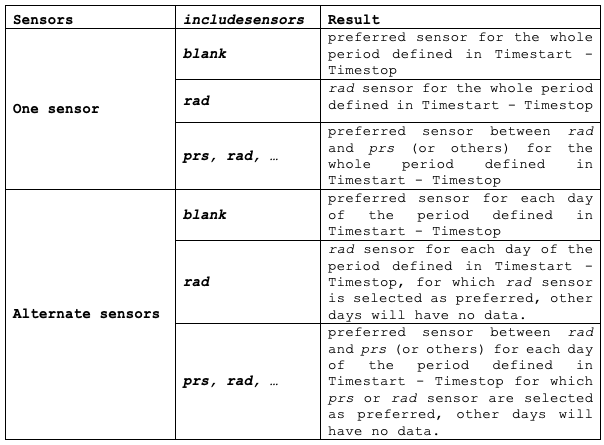 Sensors includesensors Result
One sensor
blank
preferred sensor for the whole
period defined in Timestart –
Timestop
rad
rad sensor for the whole period
defined in Timestart – Timestop
prs, rad, …
preferred sensor between rad
and prs (or others) for the
whole period defined in
Timestart – Timestop
Alternate sensors
blank
preferred sensor for each day
of the period defined in
Timestart – Timestop
rad
rad sensor for each day of the
period defined in Timestart –
Timestop, for which rad sensor
is selected as preferred, other
days will have no data.
prs, rad, …
preferred sensor between rad
and prs (or others) for each day
of the period defined in
Timestart – Timestop for which
prs or rad sensor are selected
as preferred, other days will
have no data.